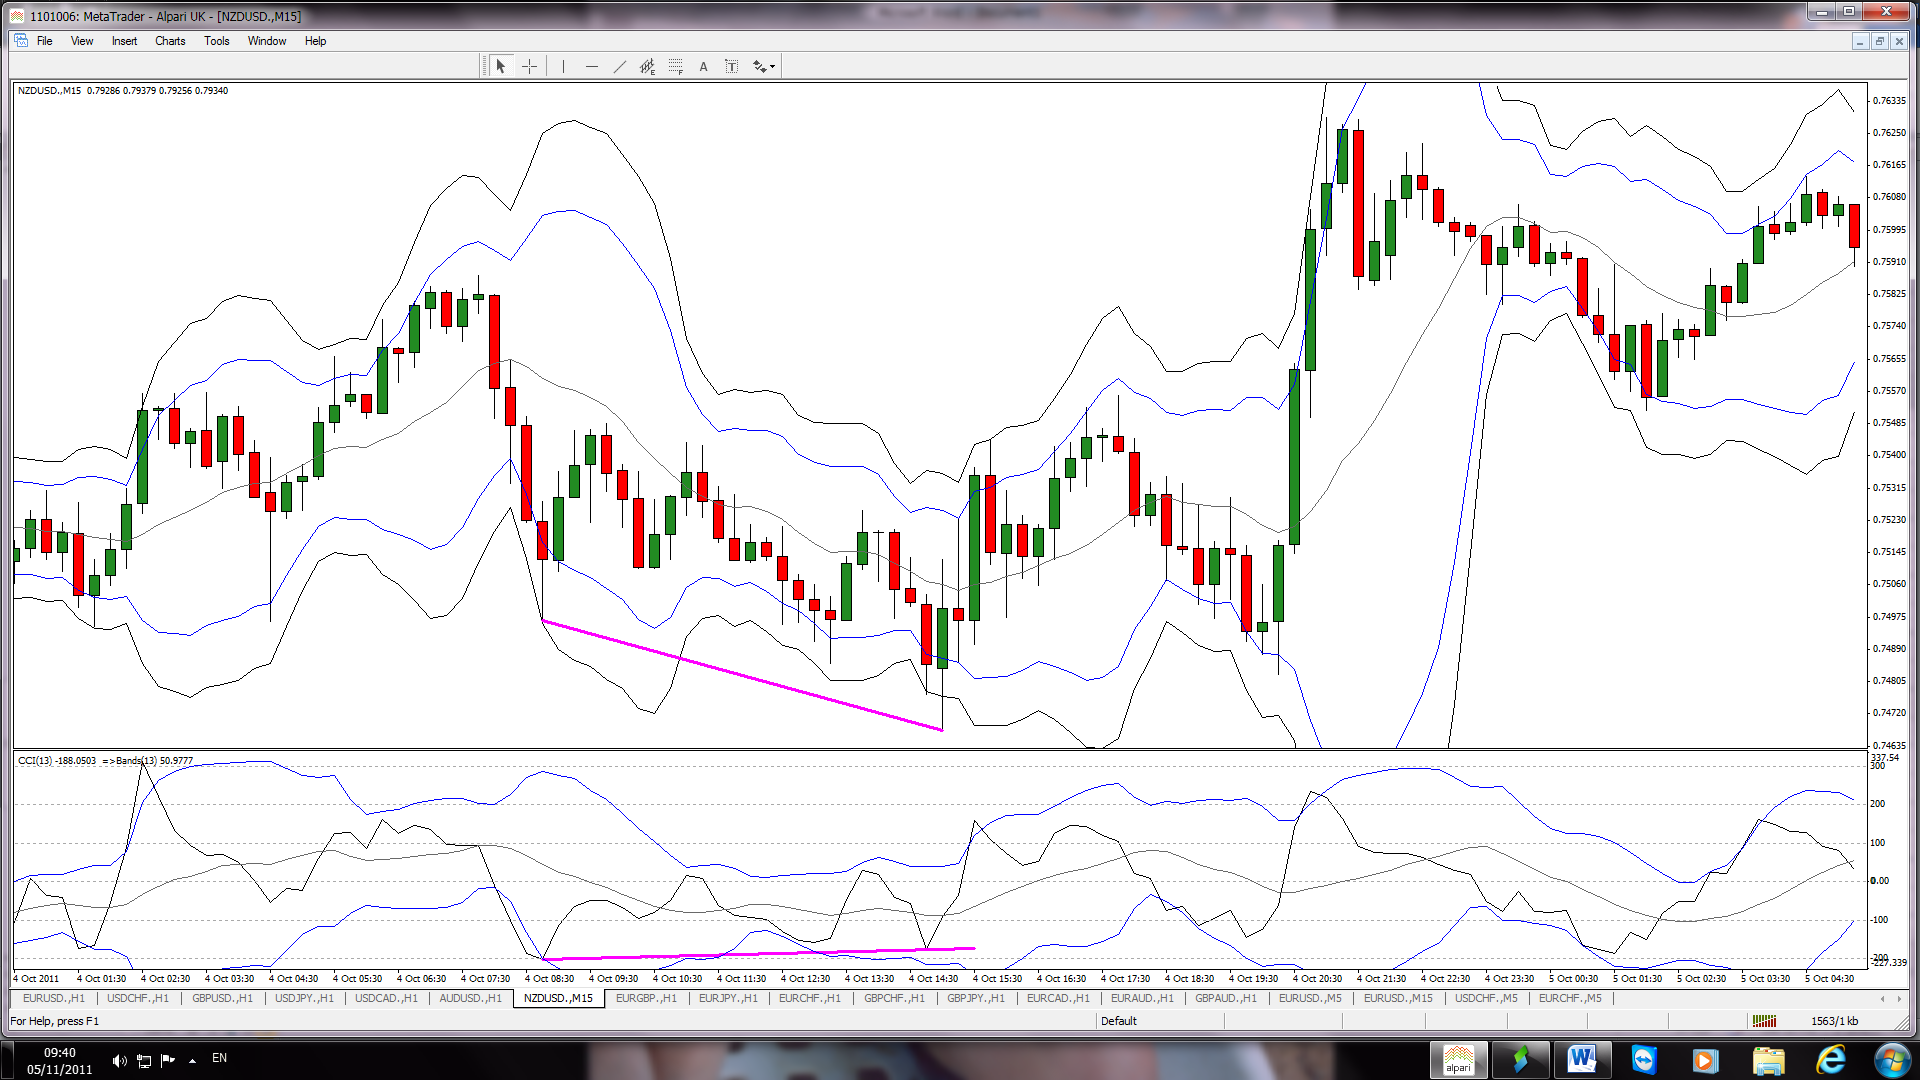 1101006: MetaTrader - Alpari UK - [NZDUSD.,M15]
File View Insert Charts Tools Window Help
E F A T
NZDUSD.,M15 0.79286 0.79379 0.79256 0.79340
0.76335
0.76250
0.76165
0.76080
0.75995
0.75910
0.75825
0.75740
0.75655
0.75570
0.75485
0.75400
0.75315
0.75230
0.75145
0.75060
0.74975
0.74890
0.74805
0.74720
0.74635
CCI(13) -188.0503 =>Bands(13) 50.9777
337.54
300
200
100
0.00
-100
-200
-227.339
4 Oct 2011 4 Oct 01:30 4 Oct 02:30 4 Oct 03:30 4 Oct 04:30 4 Oct 05:30 4 Oct 06:30 4 Oct 07:30 4 Oct 08:30 4 Oct 09:30 4 Oct 10:30 4 Oct 11:30 4 Oct 12:30 4 Oct 13:30 4 Oct 14:30 4 Oct 15:30 4 Oct 16:30 4 Oct 17:30 4 Oct 18:30 4 Oct 19:30 4 Oct 20:30 4 Oct 21:30 4 Oct 22:30 4 Oct 23:30 5 Oct 00:30 5 Oct 01:30 5 Oct 02:30 5 Oct 03:30 5 Oct 04:30
EURUSD.,H1 USDCHF.,H1 GBPUSD.,H1 USDJPY.,H1 USDCAD.,H1 AUDUSD.,H1 NZDUSD.,M15 EURGBP.,H1 EURJPY.,H1 EURCHF.,H1 GBPCHF.,H1 GBPJPY.,H1 EURCAD.,H1 EURAUD.,H1 GBPAUD.,H1 EURUSD.,M5 EURUSD.,M15 USDCHF.,M5 EURCHF.,M5
For Help, press F1 Default 1563/1 kb
09:40
05/11/2011
EN
alpari
W